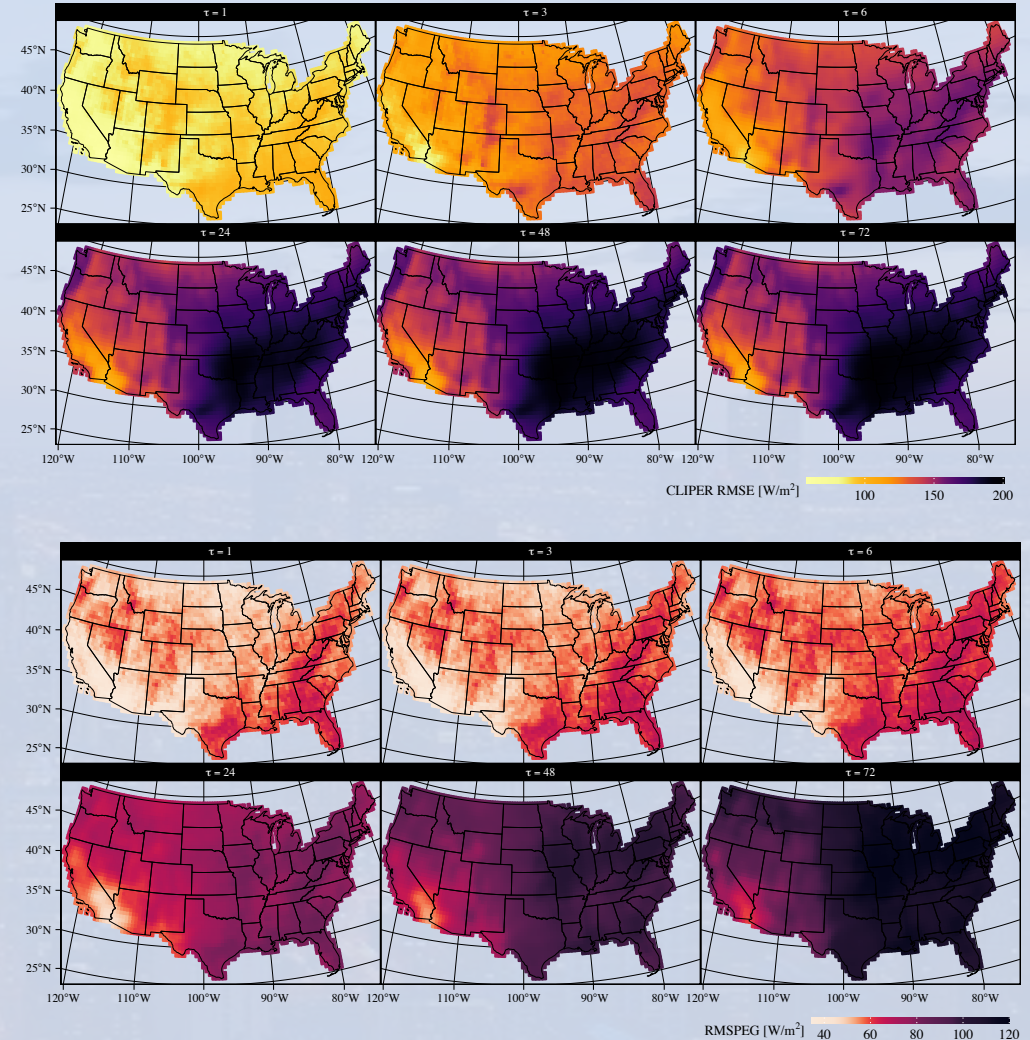 τ = 1 τ = 3 τ = 6
45°N
40°N
35°N
30°N
25°N
τ = 24 τ = 48 τ = 72
45°N
40°N
35°N
30°N
25°N
120°W 110°W 100°W 90°W 80°W 120°W 110°W 100°W 90°W 80°W 120°W 110°W 100°W 90°W 80°W
CLIPER RMSE [W/m²]
100 150 200
τ = 1 τ = 3 τ = 6
45°N
40°N
35°N
30°N
25°N
τ = 24 τ = 48 τ = 72
45°N
40°N
35°N
30°N
25°N
120°W 110°W 100°W 90°W 80°W 120°W 110°W 100°W 90°W 80°W 120°W 110°W 100°W 90°W 80°W
RMSPEG [W/m²]
40 60 80 100 120